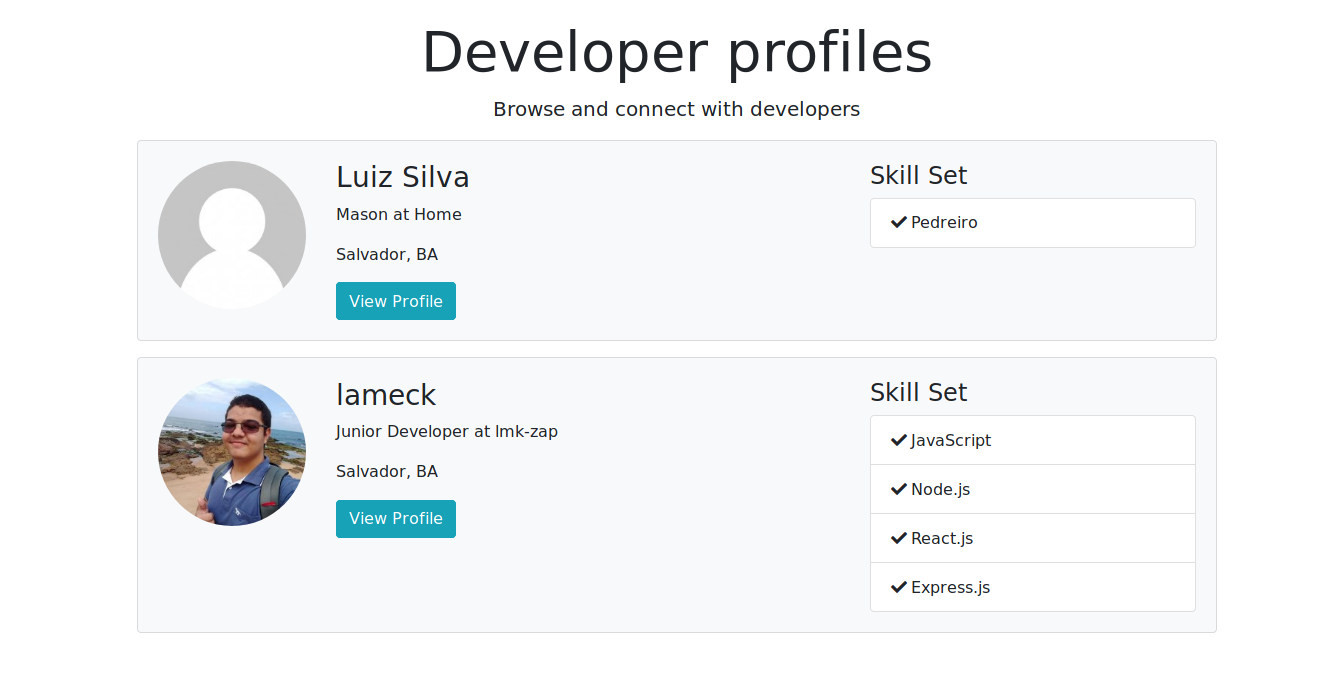 Developer profiles
Browse and connect with developers
Luiz Silva
Mason at Home
Salvador, BA
View Profile
Skill Set
Pedreiro
lameck
Junior Developer at lmk-zap
Salvador, BA
View Profile
Skill Set
JavaScript
Node.js
React.js
Express.js